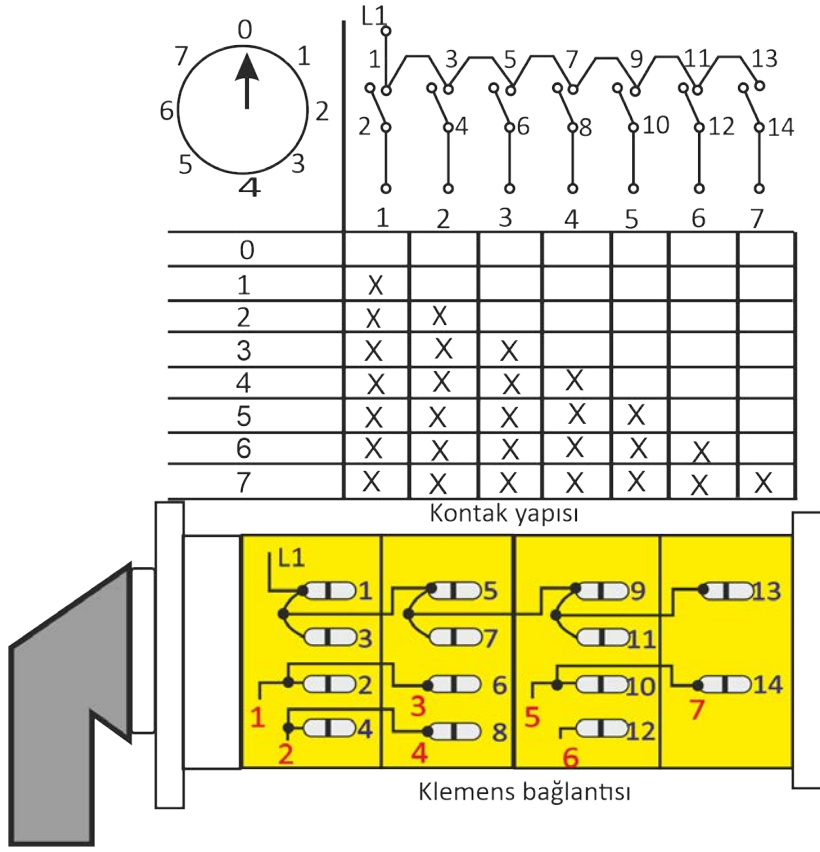 0
7 1
6 2
5 3
4
L1
1 3 5 7 9 11 13
2 4 6 8 10 12 14
1 2 3 4 5 6 7
0
1 X
2 X X
3 X X X
4 X X X X
5 X X X X X
6 X X X X X X
7 X X X X X X X
Kontak yapısı
L1
1 5 9 13
3 7 11
2 6 10 14
1 3 5 7
4 8 12
2 4 6
Klemens bağlantısı